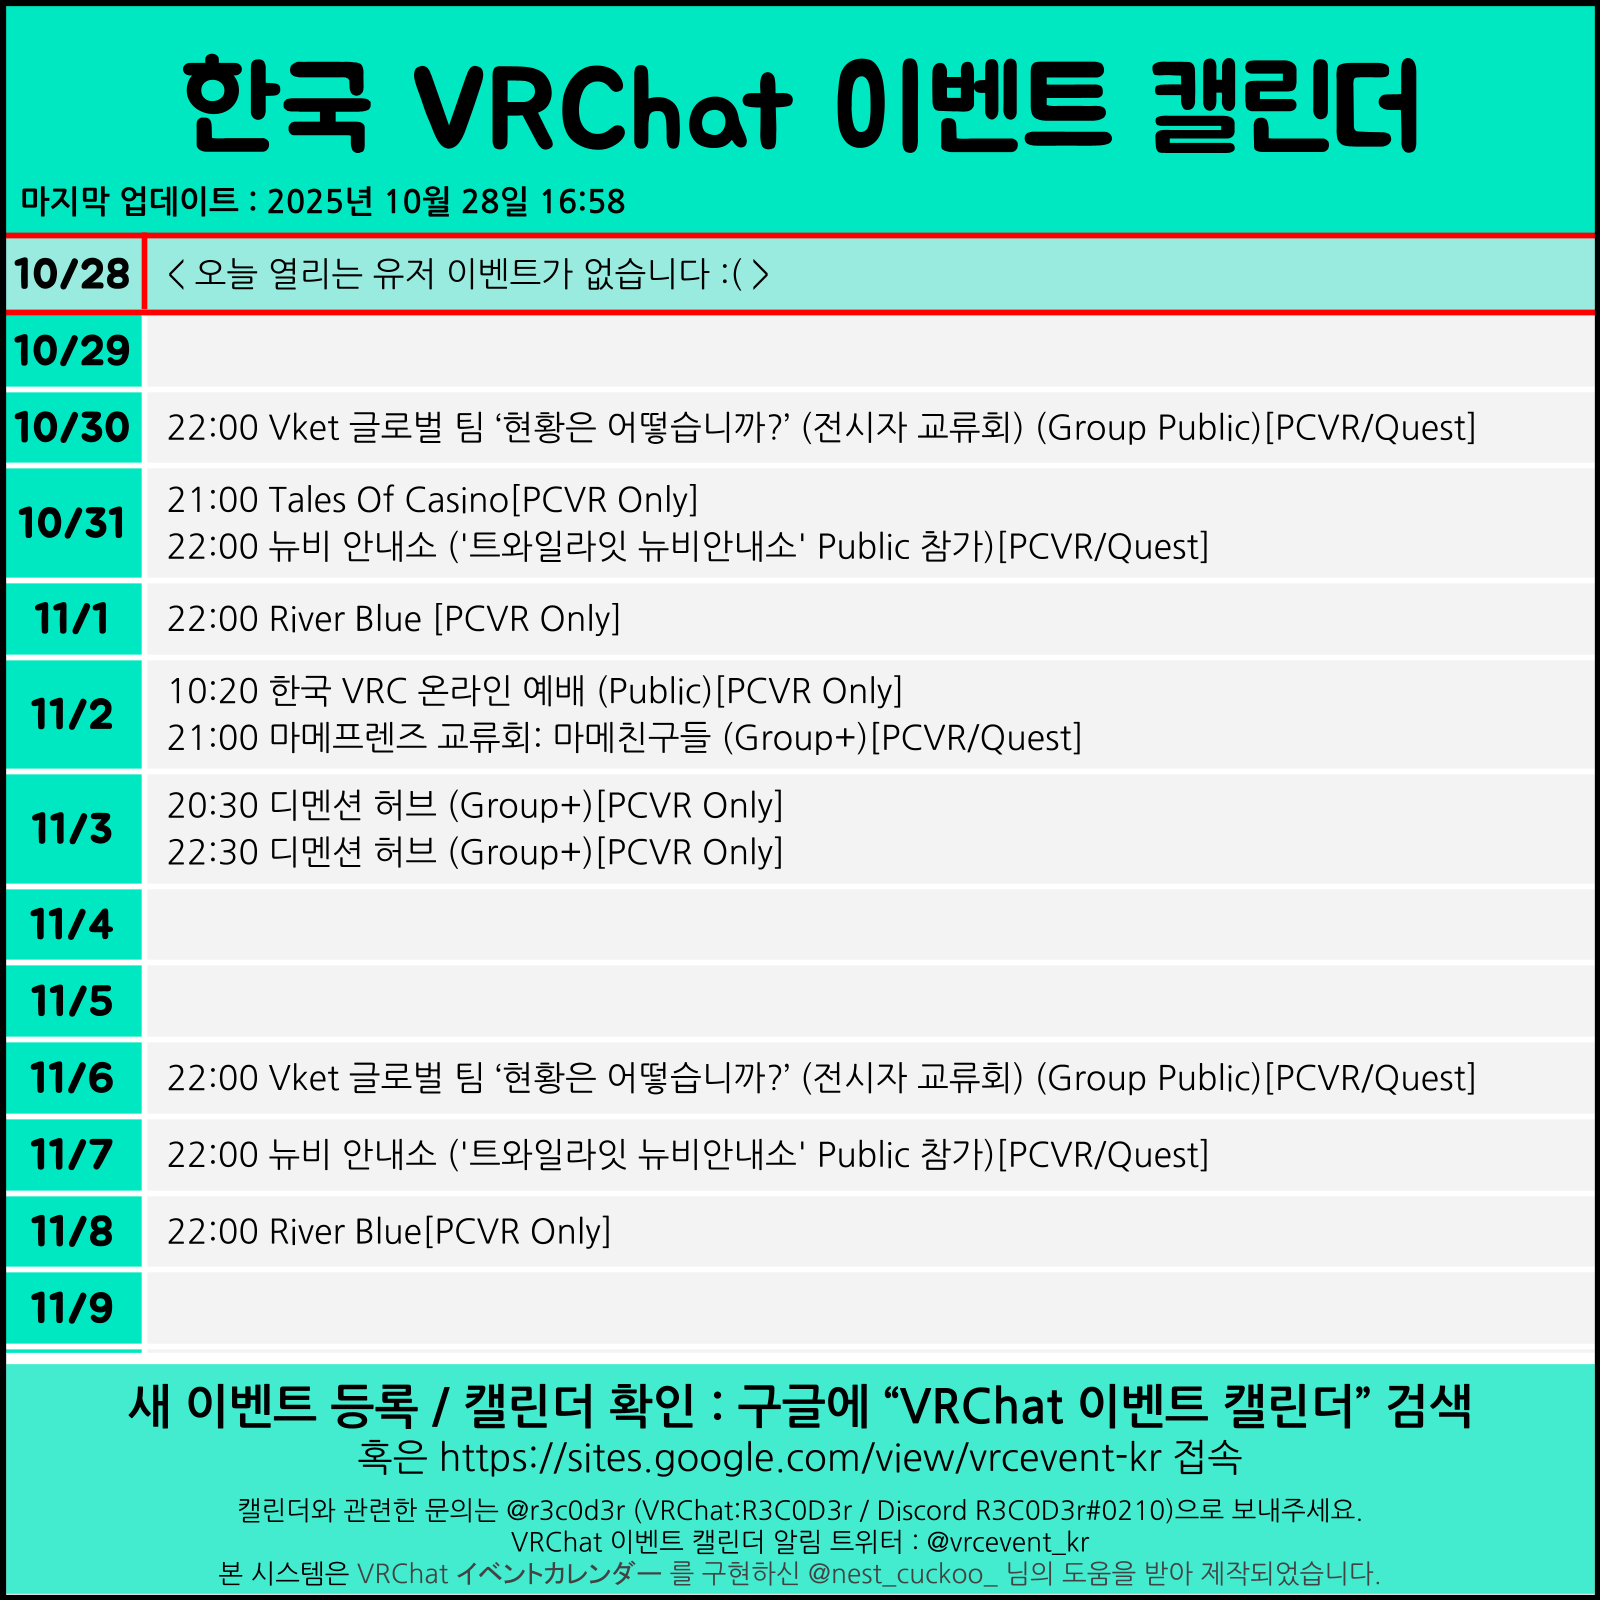 한국 VRChat 이벤트 캘린더
마지막 업데이트 : 2025년 10월 28일 16:58
10/28 < 오늘 열리는 유저 이벤트가 없습니다 :( >
10/29
10/30 22:00 Vket 글로벌 팀 ‘현황은 어떻습니까?’ (전시자 교류회) (Group Public)[PCVR/Quest]
10/31 21:00 Tales Of Casino[PCVR Only]
22:00 뉴비 안내소 ('트와일라잇 뉴비안내소' Public 참가)[PCVR/Quest]
11/1 22:00 River Blue [PCVR Only]
11/2 10:20 한국 VRC 온라인 예배 (Public)[PCVR Only]
21:00 마메프렌즈 교류회: 마메친구들 (Group+)[PCVR/Quest]
11/3 20:30 디멘션 허브 (Group+)[PCVR Only]
22:30 디멘션 허브 (Group+)[PCVR Only]
11/4
11/5
11/6 22:00 Vket 글로벌 팀 ‘현황은 어떻습니까?’ (전시자 교류회) (Group Public)[PCVR/Quest]
11/7 22:00 뉴비 안내소 ('트와일라잇 뉴비안내소' Public 참가)[PCVR/Quest]
11/8 22:00 River Blue[PCVR Only]
11/9
새 이벤트 등록 / 캘린더 확인 : 구글에 “VRChat 이벤트 캘린더” 검색
혹은 https://sites.google.com/view/vrcevent-kr 접속
캘린더와 관련한 문의는 @r3c0d3r (VRChat:R3C0D3r / Discord R3C0D3r#0210)으로 보내주세요.
VRChat 이벤트 캘린더 알림 트위터 : @vrcevent_kr
본 시스템은 VRChat イベントカレンダー 를 구현하신 @nest_cuckoo_ 님의 도움을 받아 제작되었습니다.